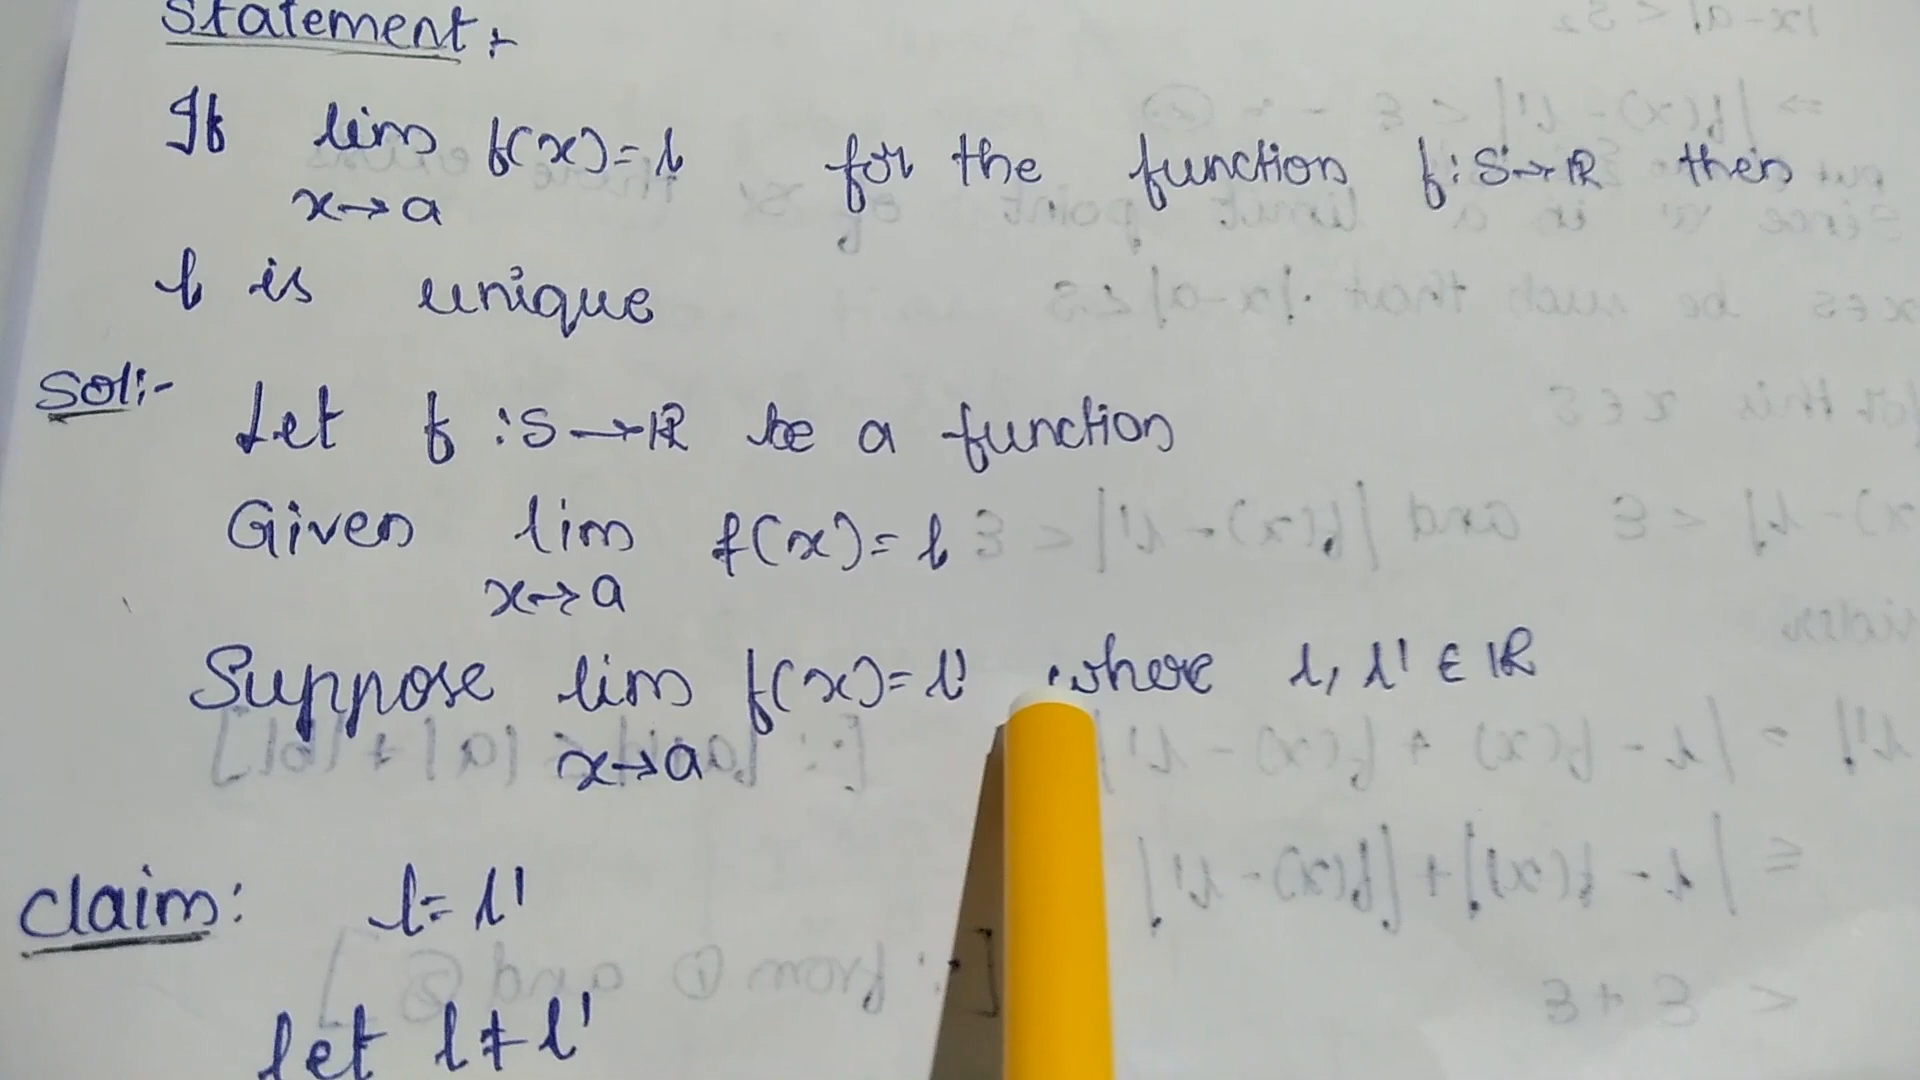 Statement :-
If lim f(x) = l for the function f : S → ℝ then
x → a
l is unique
Sol:- Let f : S → ℝ be a function
Given lim f(x) = l
x → a
Suppose lim f(x) = l' where l, l' ∈ ℝ
x → a
Claim: l = l'
Let l ≠ l'